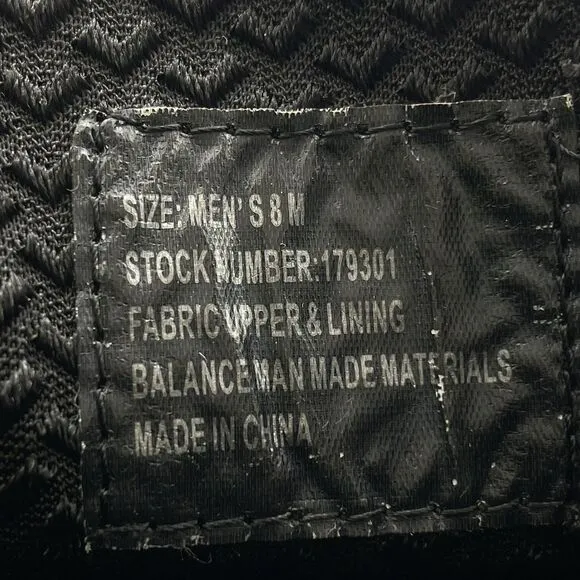 SIZE: MEN'S 8 M
STOCK NUMBER: 179301
FABRIC UPPER & LINING
BALANCE MAN MADE MATERIALS
MADE IN CHINA